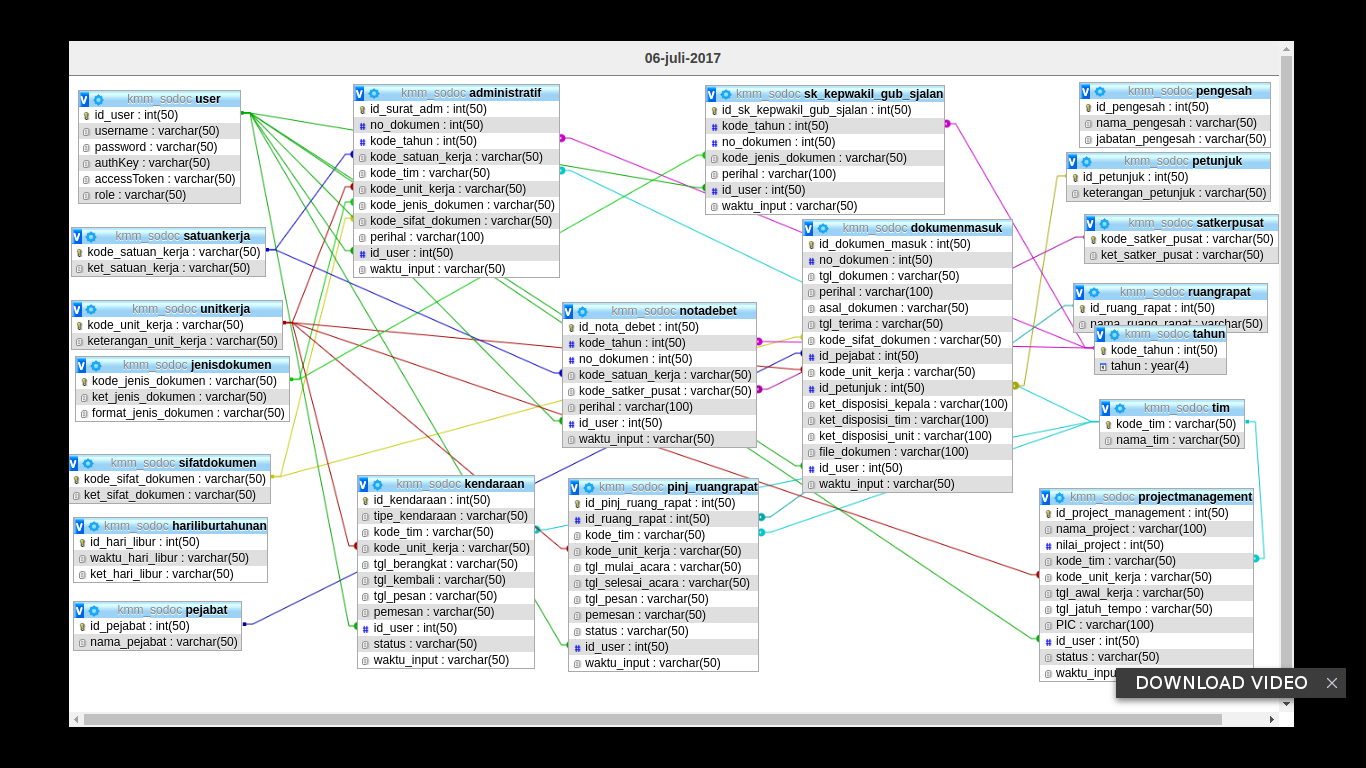 06-juli-2017
kmm_sodoc user
id_user : int(50)
username : varchar(50)
password : varchar(50)
authKey : varchar(50)
accessToken : varchar(50)
role : varchar(50)
kmm_sodoc satuankerja
kode_satuan_kerja : varchar(50)
ket_satuan_kerja : varchar(50)
kmm_sodoc unitkerja
kode_unit_kerja : varchar(50)
keterangan_unit_kerja : varchar(50)
kmm_sodoc jenisdokumen
kode_jenis_dokumen : varchar(50)
ket_jenis_dokumen : varchar(50)
format_jenis_dokumen : varchar(50)
kmm_sodoc sifatdokumen
kode_sifat_dokumen : varchar(50)
ket_sifat_dokumen : varchar(50)
kmm_sodoc hariliburtahunan
id_hari_libur : int(50)
waktu_hari_libur : varchar(50)
ket_hari_libur : varchar(50)
kmm_sodoc pejabat
id_pejabat : int(50)
nama_pejabat : varchar(50)
kmm_sodoc administratif
id_surat_adm : int(50)
no_dokumen : int(50)
kode_tahun : int(50)
kode_satuan_kerja : varchar(50)
kode_tim : varchar(50)
kode_unit_kerja : varchar(50)
kode_jenis_dokumen : varchar(50)
kode_sifat_dokumen : varchar(50)
perihal : varchar(100)
id_user : int(50)
waktu_input : varchar(50)
kmm_sodoc kendaraan
id_kendaraan : int(50)
tipe_kendaraan : varchar(50)
kode_tim : varchar(50)
kode_unit_kerja : varchar(50)
tgl_berangkat : varchar(50)
tgl_kembali : varchar(50)
tgl_pesan : varchar(50)
pemesan : varchar(50)
id_user : int(50)
status : varchar(50)
waktu_input : varchar(50)
kmm_sodoc notadebet
id_nota_debet : int(50)
kode_tahun : int(50)
no_dokumen : int(50)
kode_satuan_kerja : varchar(50)
kode_satker_pusat : varchar(50)
perihal : varchar(100)
id_user : int(50)
waktu_input : varchar(50)
kmm_sodoc pinj_ruangrapat
id_pinj_ruang_rapat : int(50)
id_ruang_rapat : int(50)
kode_tim : varchar(50)
kode_unit_kerja : varchar(50)
tgl_mulai_acara : varchar(50)
tgl_selesai_acara : varchar(50)
tgl_pesan : varchar(50)
pemesan : varchar(50)
status : varchar(50)
id_user : int(50)
waktu_input : varchar(50)
kmm_sodoc sk_kepwakil_gub_sjalan
id_sk_kepwakil_gub_sjalan : int(50)
kode_tahun : int(50)
no_dokumen : int(50)
kode_jenis_dokumen : varchar(50)
perihal : varchar(100)
id_user : int(50)
waktu_input : varchar(50)
kmm_sodoc dokumenmasuk
id_dokumen_masuk : int(50)
no_dokumen : int(50)
tgl_dokumen : varchar(50)
perihal : varchar(100)
asal_dokumen : varchar(50)
tgl_terima : varchar(50)
kode_sifat_dokumen : varchar(50)
id_pejabat : int(50)
kode_unit_kerja : varchar(50)
id_petunjuk : int(50)
ket_disposisi_kepala : varchar(100)
ket_disposisi_tim : varchar(100)
ket_disposisi_unit : varchar(100)
file_dokumen : varchar(100)
id_user : int(50)
waktu_input : varchar(50)
kmm_sodoc pengesah
id_pengesah : int(50)
nama_pengesah : varchar(50)
jabatan_pengesah : varchar(50)
kmm_sodoc petunjuk
id_petunjuk : int(50)
keterangan_petunjuk : varchar(50)
kmm_sodoc satkerpusat
kode_satker_pusat : varchar(50)
ket_satker_pusat : varchar(50)
kmm_sodoc ruangrapat
id_ruang_rapat : int(50)
nama_ruang_rapat : varchar(50)
kmm_sodoc tahun
kode_tahun : int(50)
tahun : year(4)
kmm_sodoc tim
kode_tim : varchar(50)
nama_tim : varchar(50)
kmm_sodoc projectmanagement
id_project_management : int(50)
nama_project : varchar(100)
nilai_project : int(50)
kode_tim : varchar(50)
kode_unit_kerja : varchar(50)
tgl_awal_kerja : varchar(50)
tgl_jatuh_tempo : varchar(50)
PIC : varchar(100)
id_user : int(50)
status : varchar(50)
waktu_inpu
DOWNLOAD VIDEO